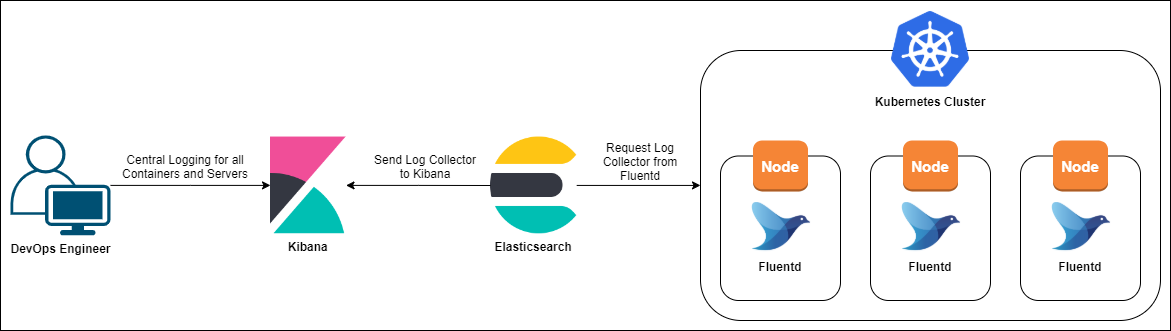 Kubernetes Cluster
Central Logging for all
Containers and Servers
Send Log Collector
to Kibana
Request Log
Collector from
Fluentd
Node
Node
Node
DevOps Engineer
Kibana
Elasticsearch
Fluentd
Fluentd
Fluentd